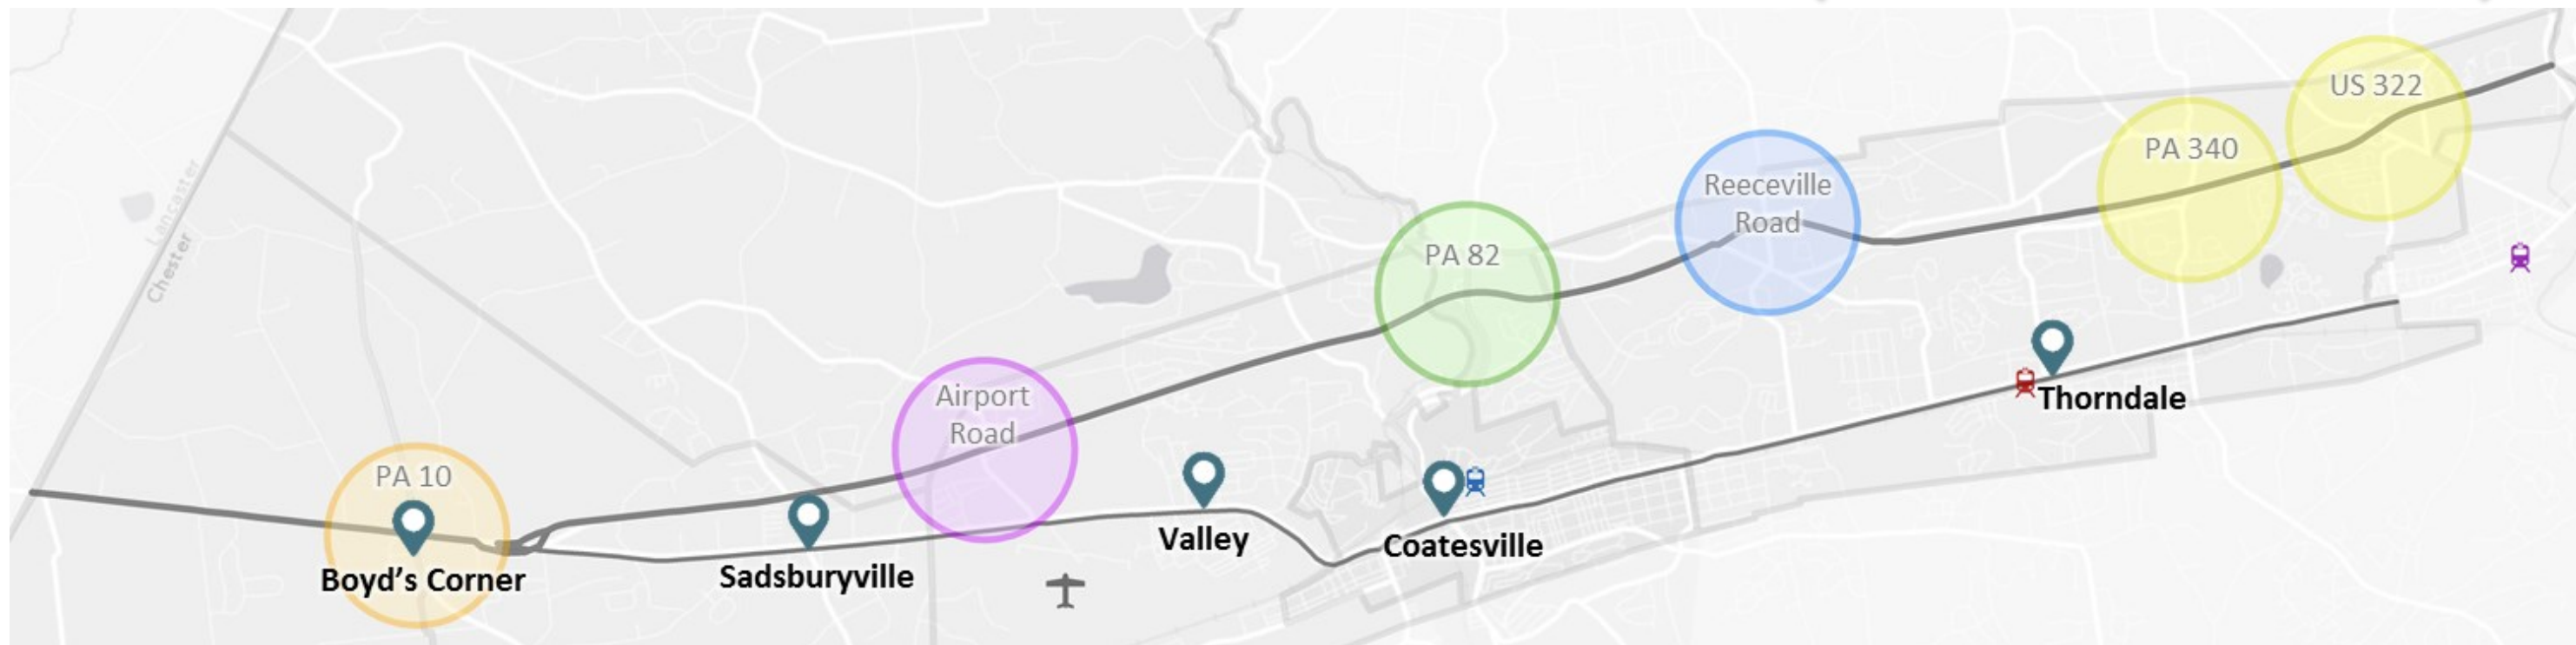 US 322
PA 340
Reeceville
Road
PA 82
Lancaster
Chester
Airport
Road
Thorndale
PA 10
Valley
Coatesville
Sadsburyville
Boyd's Corner